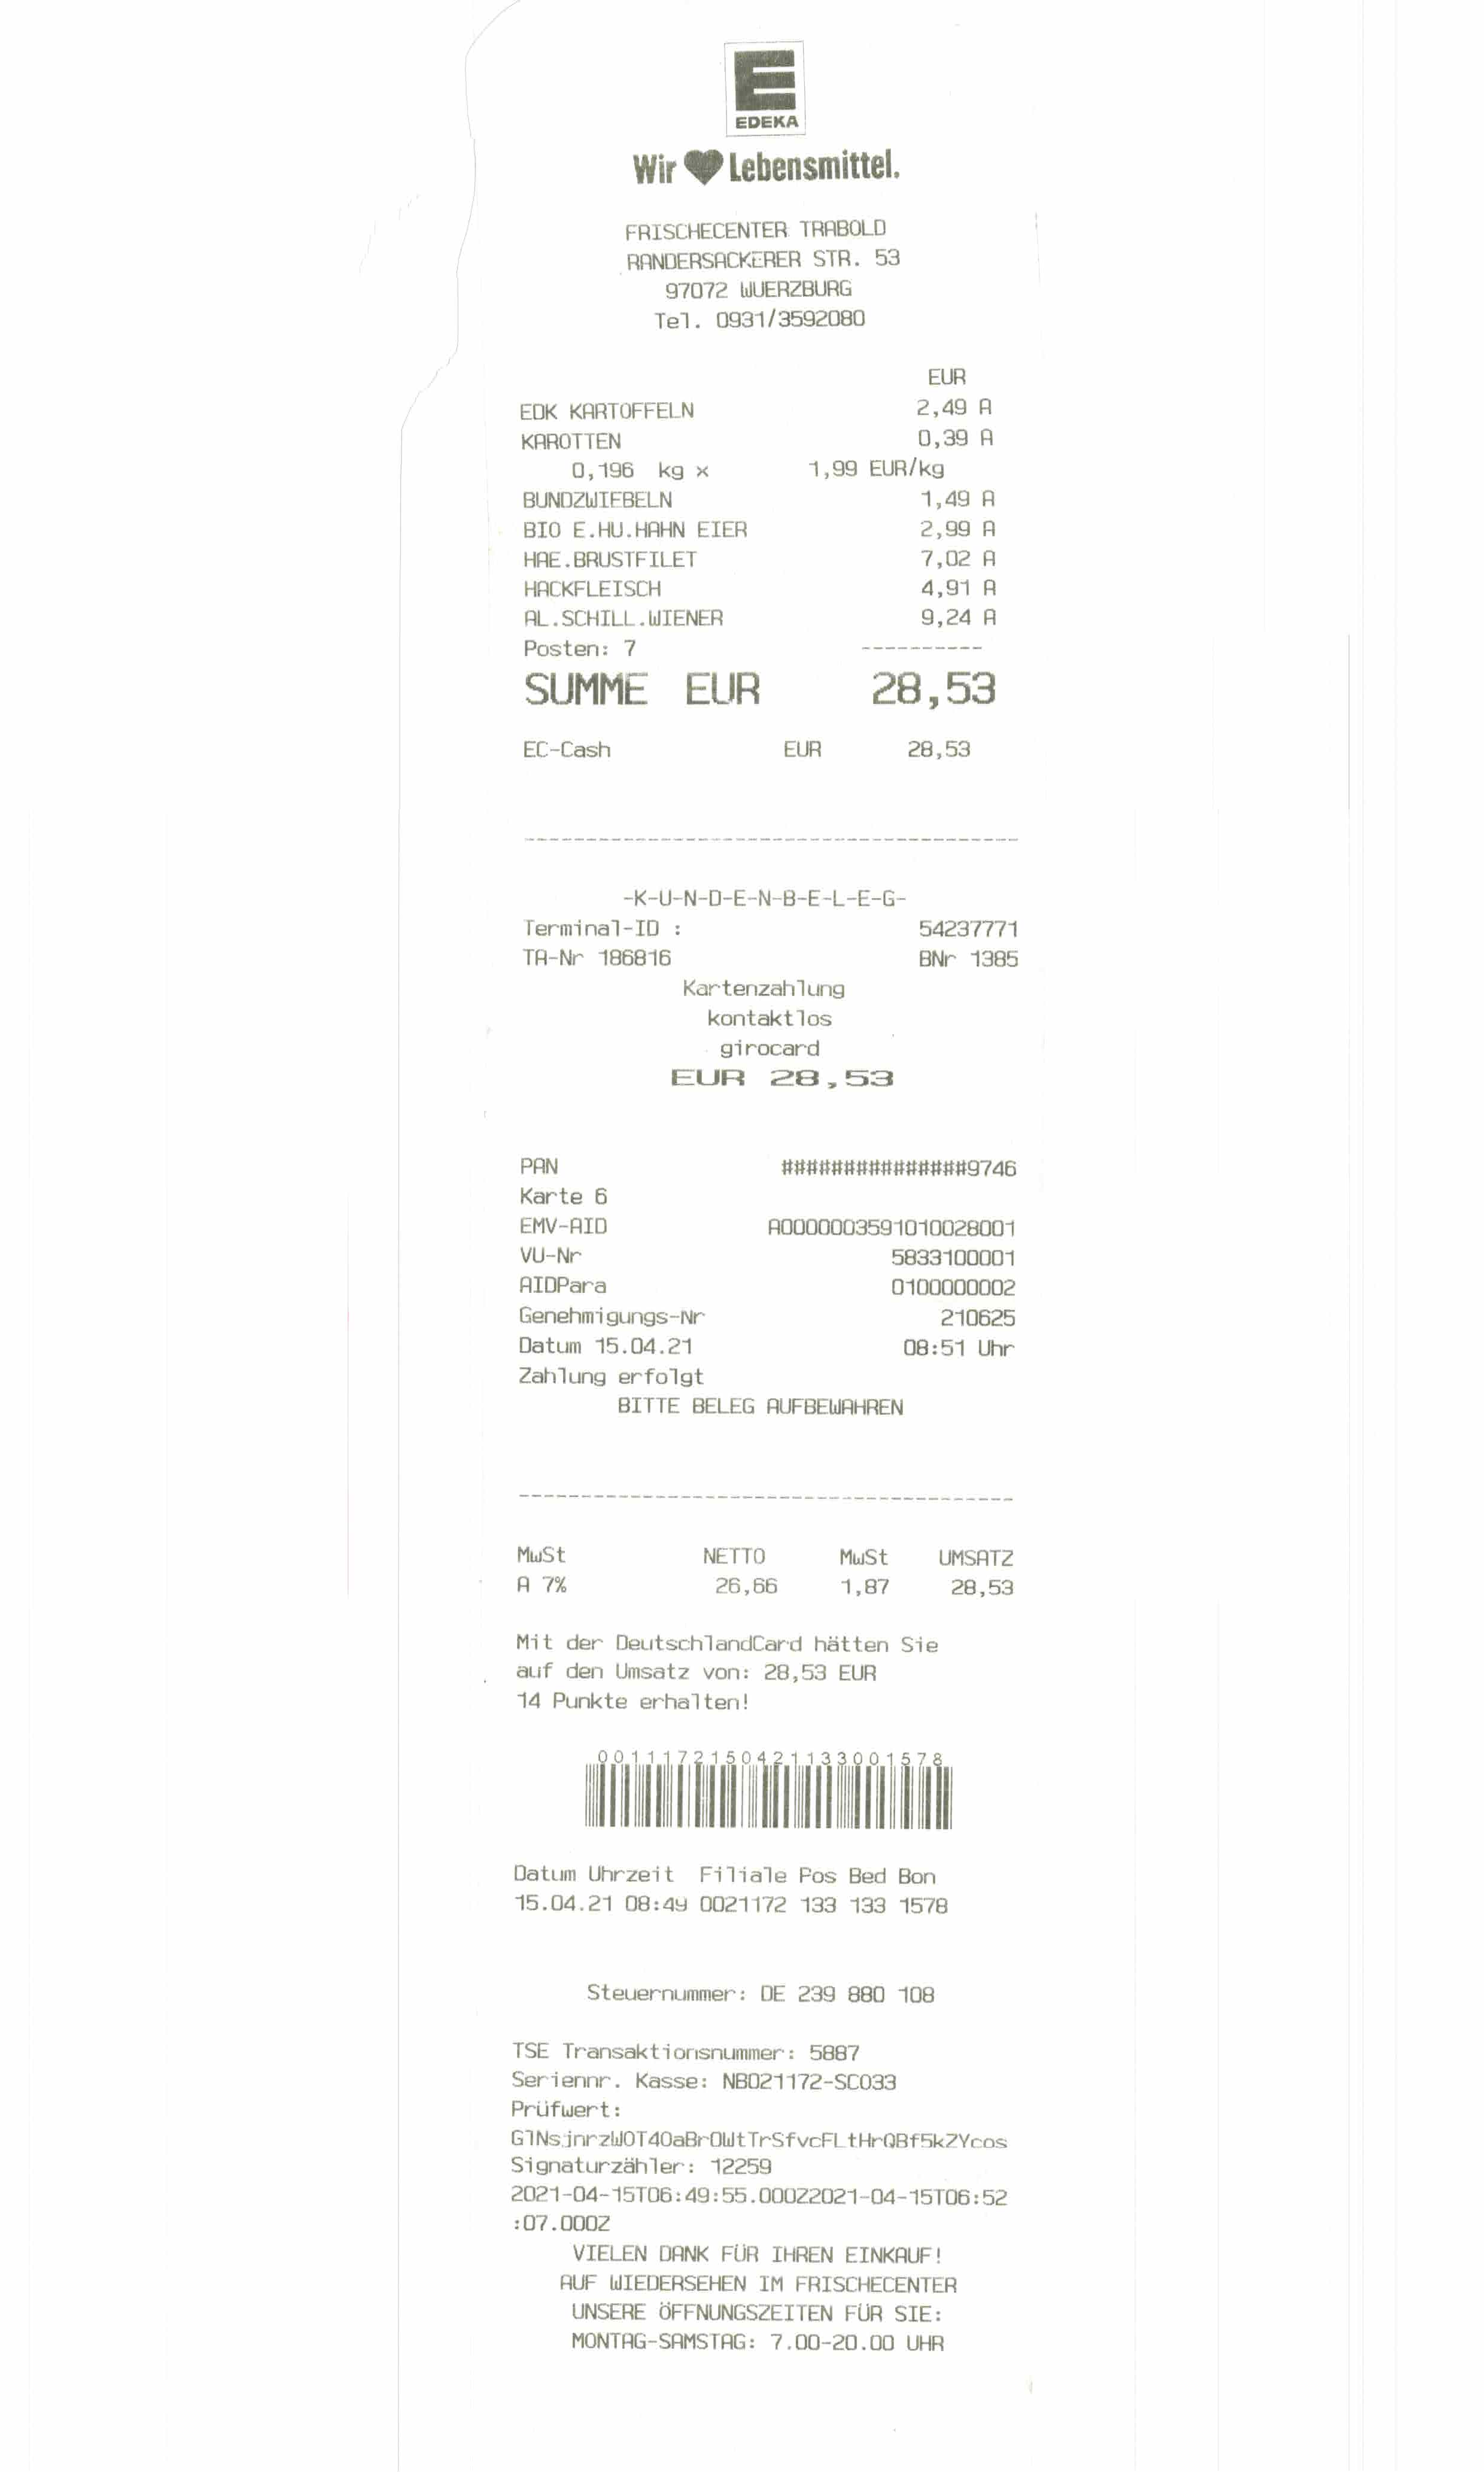 EDEKA
Wir ♥ Lebensmittel.
FRISCHECENTER TRABOLD
RANDERSACKERER STR. 53
97072 WUERZBURG
Tel. 0931/3592080
EUR
EDK KARTOFFELN 2,49 A
KAROTTEN 0,39 A
0,196 kg x 1,99 EUR/kg
BUNDZWIEBELN 1,49 A
BIO E.HU.HAHN EIER 2,99 A
HAE.BRUSTFILET 7,02 A
HACKFLEISCH 4,91 A
AL.SCHILL.WIENER 9,24 A
Posten: 7 ----------
SUMME EUR 28,53
EC-Cash EUR 28,53
----------------------------------------
-K-U-N-D-E-N-B-E-L-E-G-
Terminal-ID : 54237771
TA-Nr 186816 BNr 1385
Kartenzahlung
kontaktlos
girocard
EUR 28,53
PAN ###############9746
Karte 6
EMV-AID A0000003591010028001
VU-Nr 5833100001
AIDPara 0100000002
Genehmigungs-Nr 210625
Datum 15.04.21 08:51 Uhr
Zahlung erfolgt
BITTE BELEG AUFBEWAHREN
----------------------------------------
MwSt NETTO MwSt UMSATZ
A 7% 26,66 1,87 28,53
Mit der DeutschlandCard hätten Sie
auf den Umsatz von: 28,53 EUR
14 Punkte erhalten!
0011172150421133001578
Datum Uhrzeit Filiale Pos Bed Bon
15.04.21 08:49 0021172 133 133 1578
Steuernummer: DE 239 880 108
TSE Transaktionsnummer: 5887
Seriennr. Kasse: NB021172-SC033
Prüfwert:
GlNsjnrzWOT40aBrOWtTrSfvcFLtHrQBf5kZYcos
Signaturzähler: 12259
2021-04-15T06:49:55.000Z2021-04-15T06:52
:07.000Z
VIELEN DANK FÜR IHREN EINKAUF!
AUF WIEDERSEHEN IM FRISCHECENTER
UNSERE ÖFFNUNGSZEITEN FÜR SIE:
MONTAG-SAMSTAG: 7.00-20.00 UHR